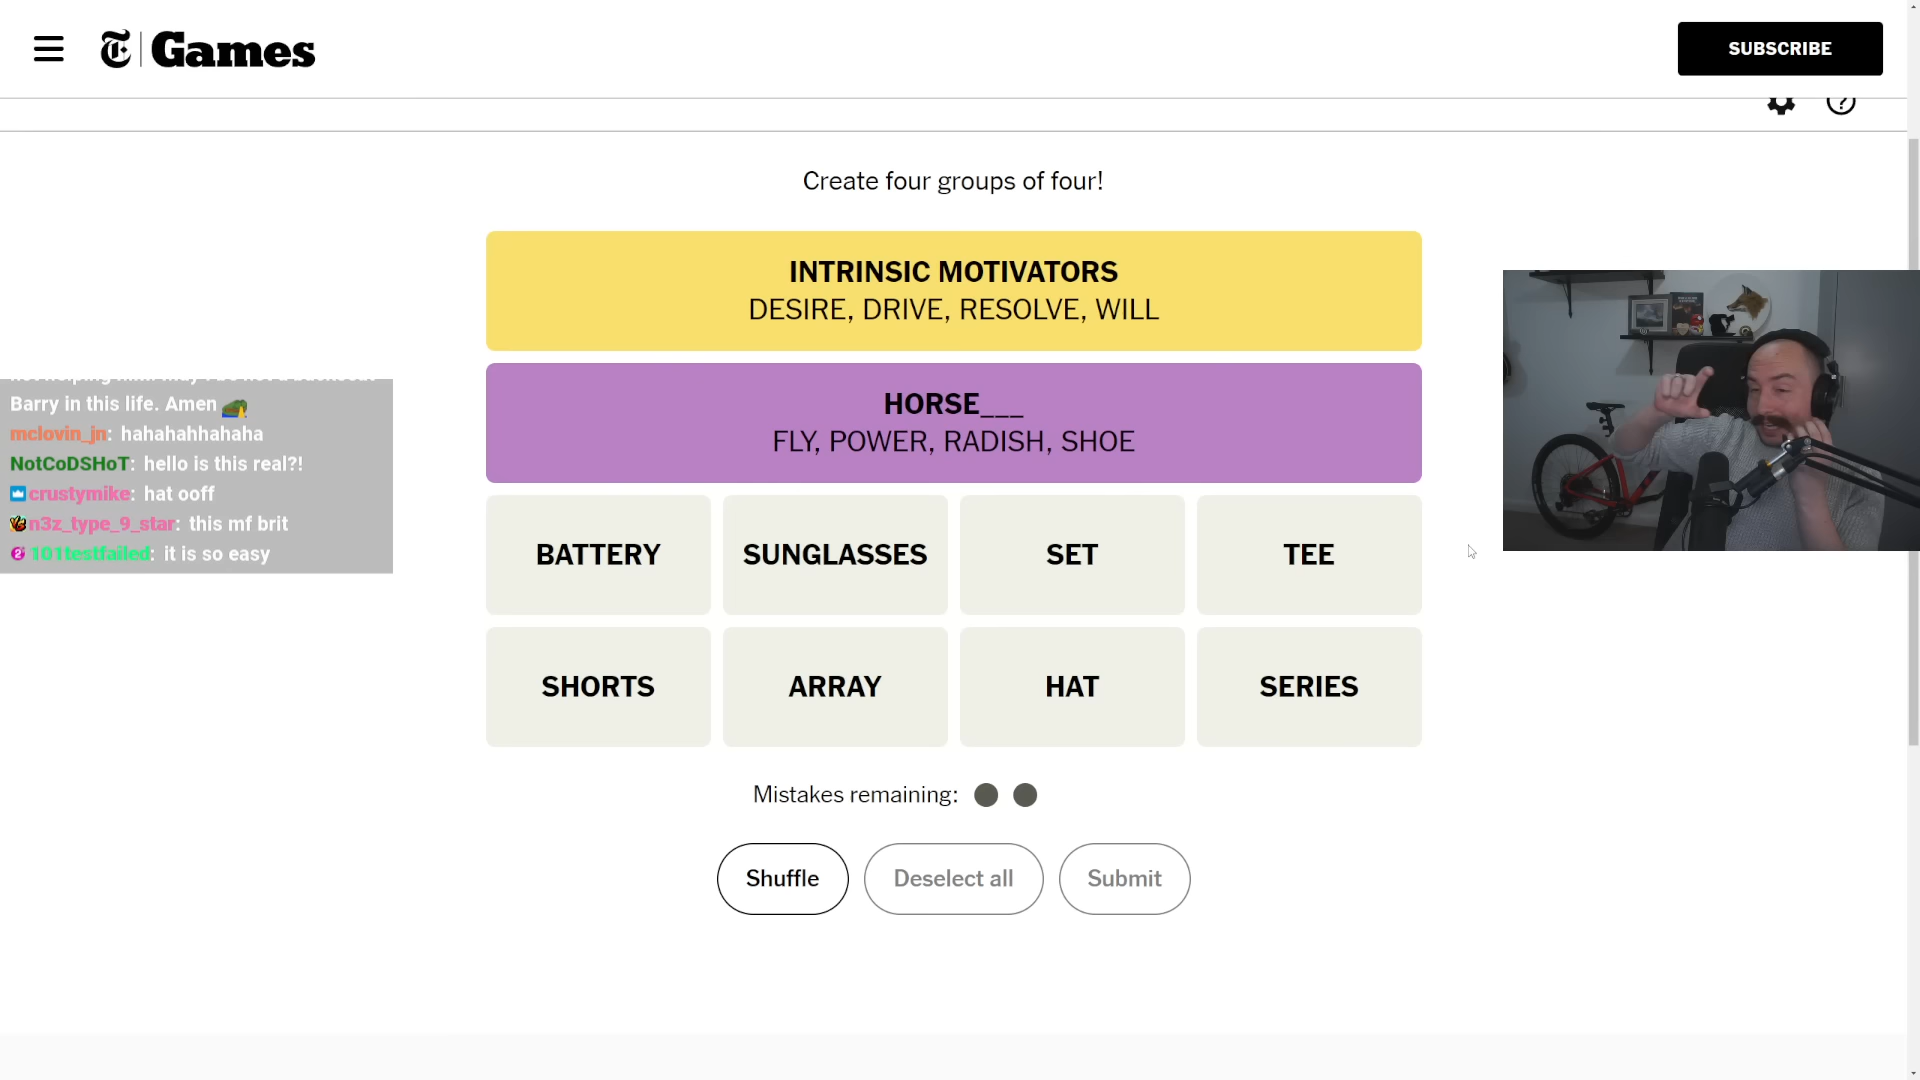 Games
SUBSCRIBE
Create four groups of four!
INTRINSIC MOTIVATORS
DESIRE, DRIVE, RESOLVE, WILL
HORSE___
FLY, POWER, RADISH, SHOE
Barry in this life. Amen
mclovin_jn: hahahahhahaha
NotCoDSHoT: hello is this real?!
crustymike: hat ooff
n3z_type_9_star: this mf brit
101testfailed: it is so easy
BATTERY SUNGLASSES SET TEE
SHORTS ARRAY HAT SERIES
Mistakes remaining:
Shuffle Deselect all Submit